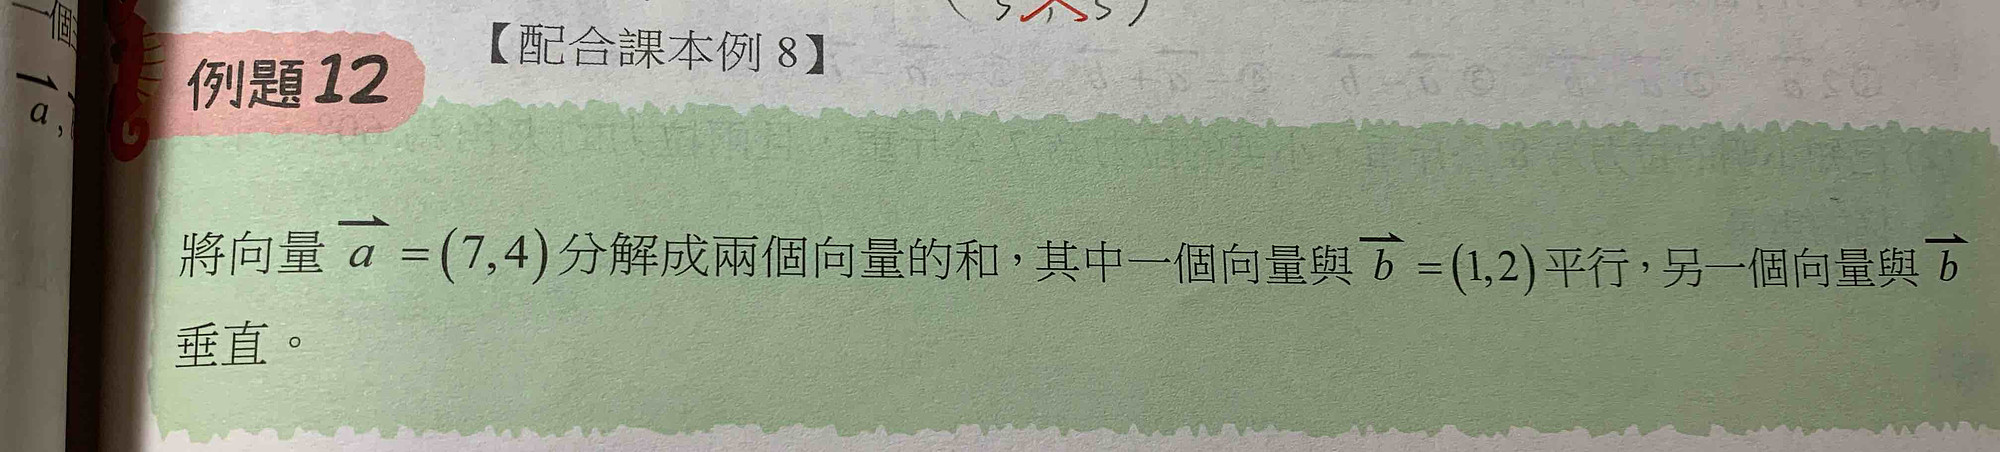 一個
a,
例題12
【配合課本例 8】
將向量 a = (7,4) 分解成兩個向量的和，其中一個向量與 b = (1,2) 平行，另一個向量與 b
垂直。